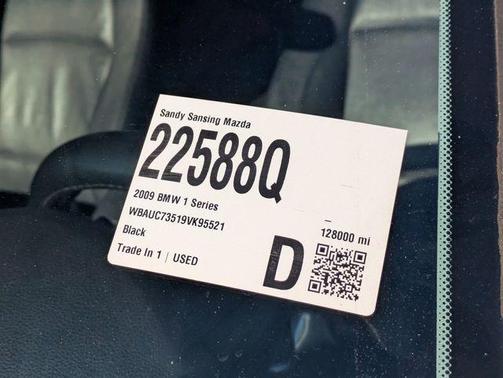 Sandy Sansing Mazda
22588Q
2009 BMW 1 Series
WBAUC73519VK95521
128000 mi
Black
D
Trade In 1 | USED